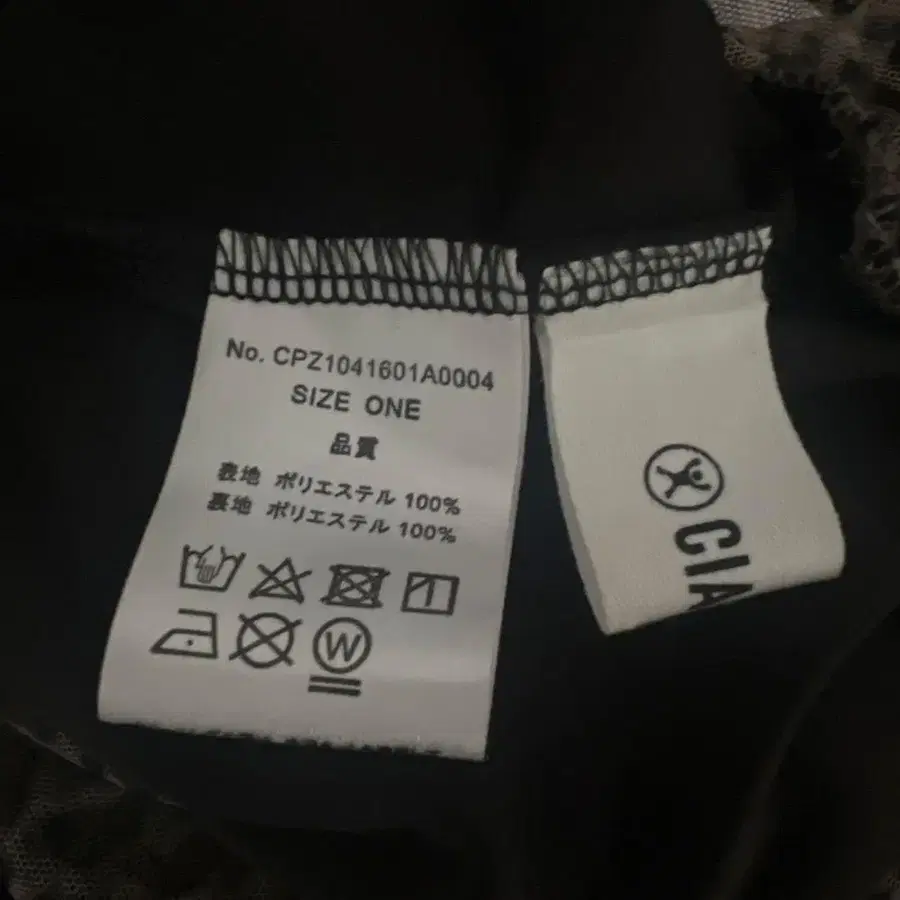 No. CPZ1041601A0004
SIZE ONE
品質
表地 ポリエステル 100%
裏地 ポリエステル 100%
W
CIA